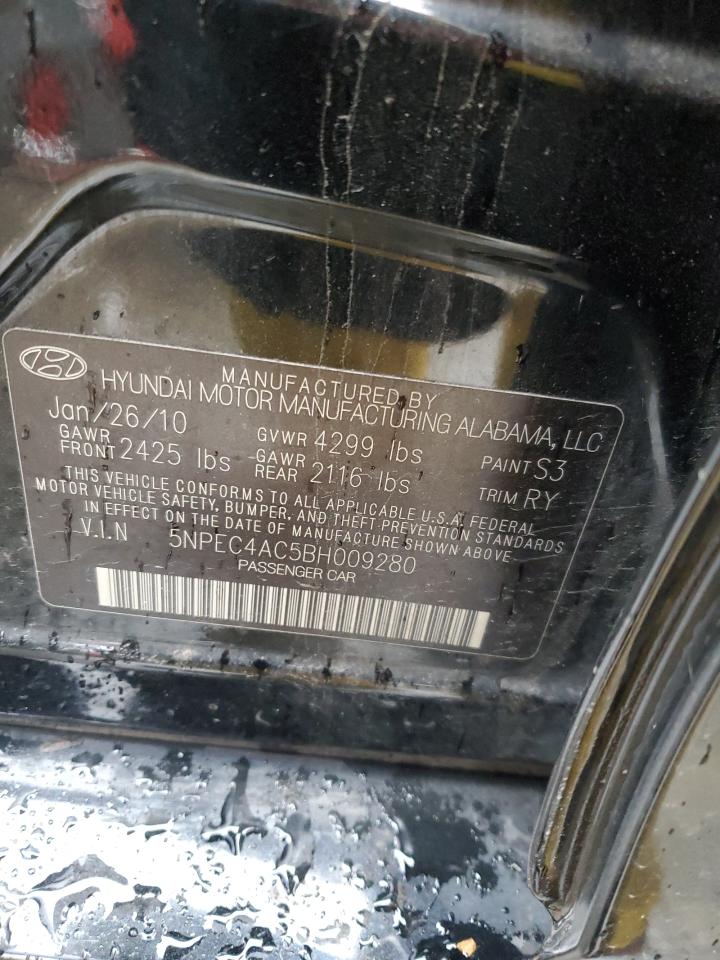 MANUFACTURED BY
HYUNDAI MOTOR MANUFACTURING ALABAMA, LLC
Jan/26/10 GVWR 4299 lbs PAINT S3
GAWR FRONT 2425 lbs GAWR REAR 2116 lbs TRIM RY
THIS VEHICLE CONFORMS TO ALL APPLICABLE U.S.A. FEDERAL
MOTOR VEHICLE SAFETY, BUMPER, AND THEFT PREVENTION STANDARDS
IN EFFECT ON THE DATE OF MANUFACTURE SHOWN ABOVE
V.I.N 5NPEC4AC5BH009280
PASSENGER CAR